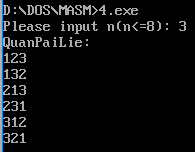 D:\DOS\MASM>4.exe
Please input n(n<=8): 3
QuanPaiLie:
123
132
213
231
312
321